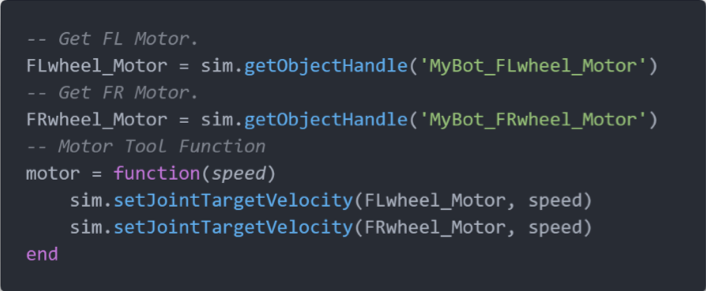 -- Get FL Motor.
FLwheel_Motor = sim.getObjectHandle('MyBot_FLwheel_Motor')
-- Get FR Motor.
FRwheel_Motor = sim.getObjectHandle('MyBot_FRwheel_Motor')
-- Motor Tool Function
motor = function(speed)
    sim.setJointTargetVelocity(FLwheel_Motor, speed)
    sim.setJointTargetVelocity(FRwheel_Motor, speed)
end